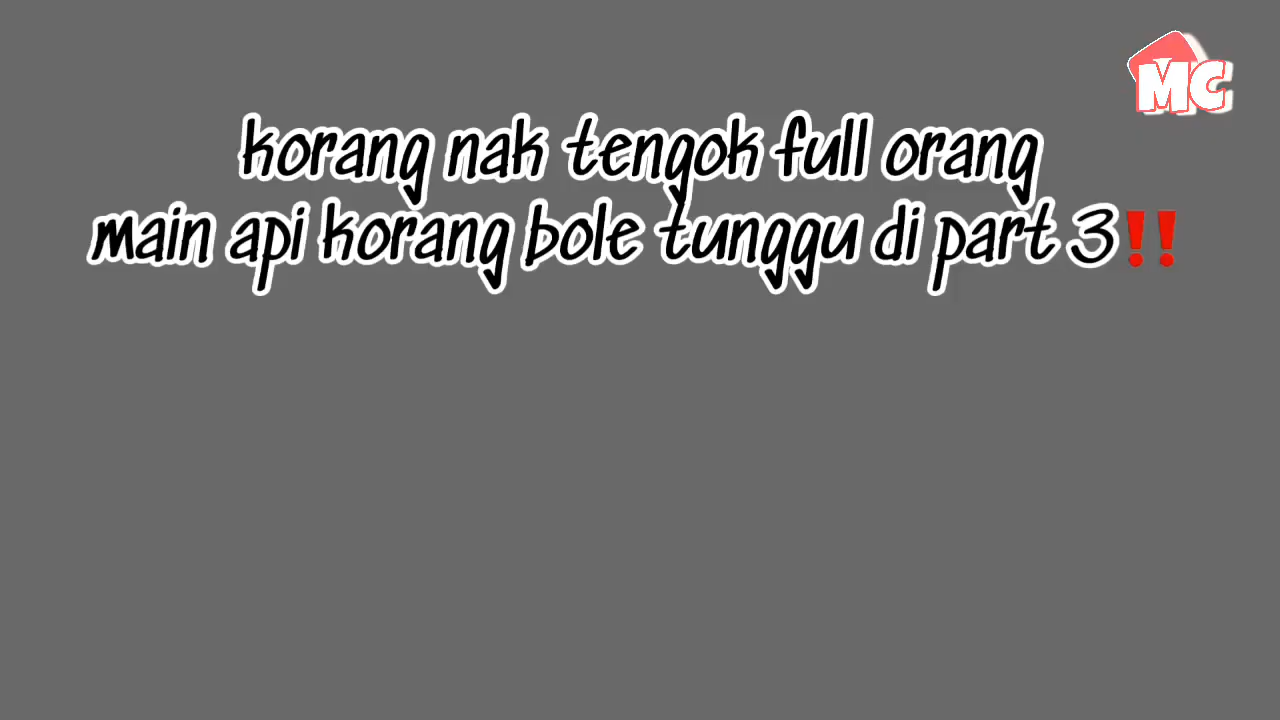 MC
korang nak tengok full orang
main api korang bole tunggu di part 3‼️